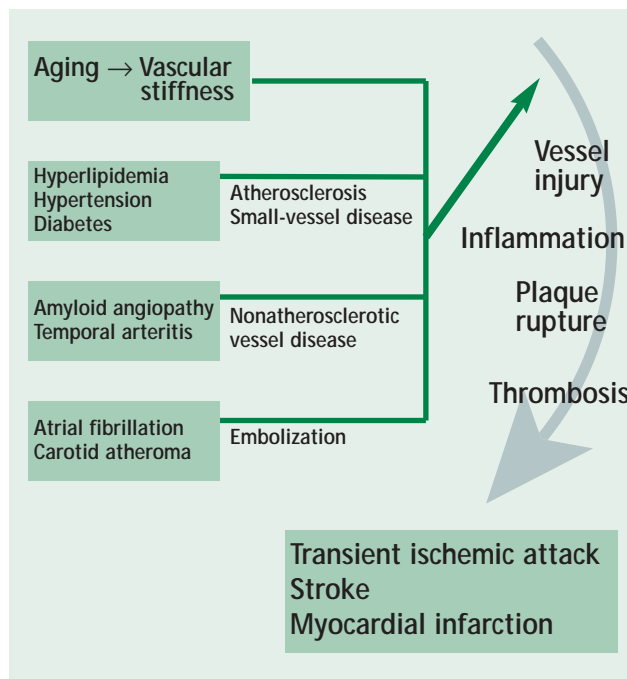 Aging → Vascular
stiffness
Hyperlipidemia
Hypertension
Diabetes
Atherosclerosis
Small-vessel disease
Amyloid angiopathy
Temporal arteritis
Nonatherosclerotic
vessel disease
Atrial fibrillation
Carotid atheroma
Embolization
Vessel
injury
Inflammation
Plaque
rupture
Thrombosis
Transient ischemic attack
Stroke
Myocardial infarction